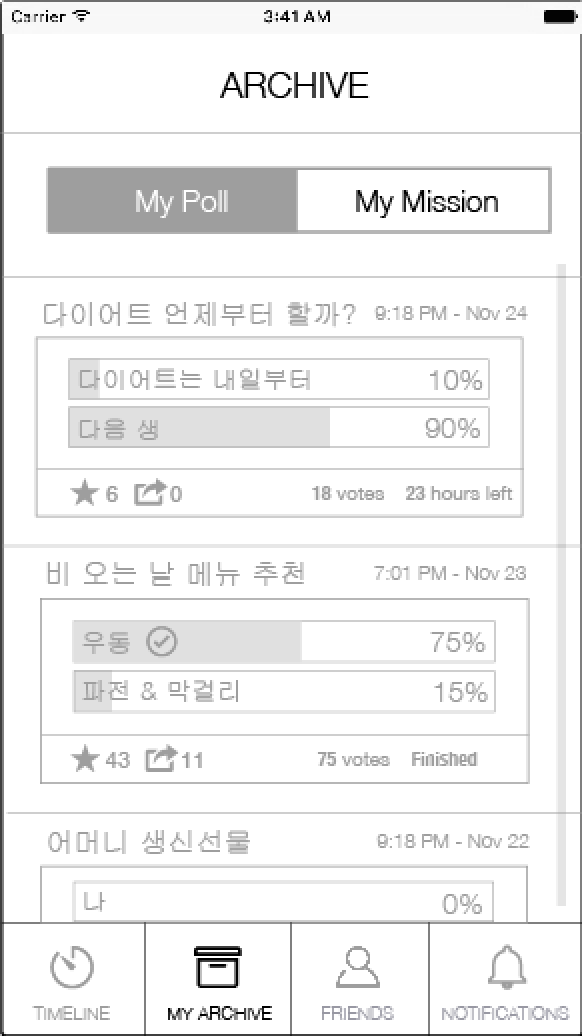 Carrier 3:41 AM
ARCHIVE
My Poll My Mission
다이어트 언제부터 할까? 9:18 PM - Nov 24
다이어트는 내일부터 10%
다음 생 90%
6 0 18 votes 23 hours left
비 오는 날 메뉴 추천 7:01 PM - Nov 23
우동 75%
파전 & 막걸리 15%
43 11 75 votes Finished
어머니 생신선물 9:18 PM - Nov 22
나 0%
TIMELINE MY ARCHIVE FRIENDS NOTIFICATIONS